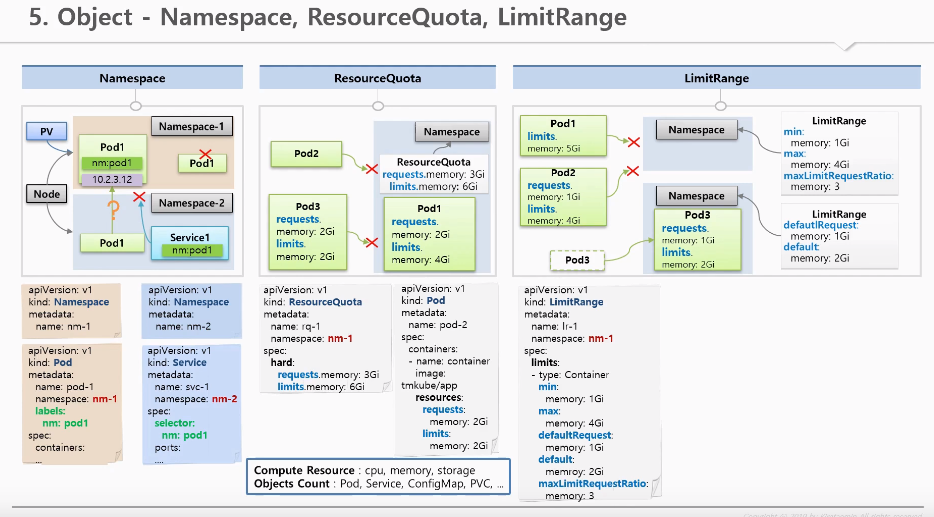 5. Object - Namespace, ResourceQuota, LimitRange
Namespace
PV
Namespace-1
Pod1
nm:pod1
10.2.3.12
Pod1
Node
?
Namespace-2
Pod1
Service1
nm:pod1
apiVersion: v1
kind: Namespace
metadata:
name: nm-1
apiVersion: v1
kind: Namespace
metadata:
name: nm-2
apiVersion: v1
kind: Pod
metadata:
name: pod-1
namespace: nm-1
labels:
nm: pod1
spec:
containers:
...
apiVersion: v1
kind: Service
metadata:
name: svc-1
namespace: nm-2
spec:
selector:
nm: pod1
ports:
....
ResourceQuota
Namespace
Pod2
ResourceQuota
requests.memory: 3Gi
limits.memory: 6Gi
Pod3
requests.
memory: 2Gi
limits.
memory: 2Gi
Pod1
requests.
memory: 2Gi
limits.
memory: 4Gi
apiVersion: v1
kind: ResourceQuota
metadata:
name: rq-1
namespace: nm-1
spec:
hard:
requests.memory: 3Gi
limits.memory: 6Gi
apiVersion: v1
kind: Pod
metadata:
name: pod-2
spec:
containers:
- name: container
image:
tmkube/app
resources:
requests:
memory: 2Gi
limits:
memory: 2Gi
Compute Resource : cpu, memory, storage
Objects Count : Pod, Service, ConfigMap, PVC, ...
LimitRange
Pod1
limits.
memory: 5Gi
Pod2
requests.
memory: 1Gi
limits.
memory: 4Gi
Pod3
Namespace
Namespace
Pod3
requests.
memory: 1Gi
limits.
memory: 2Gi
LimitRange
min:
memory: 1Gi
max:
memory: 4Gi
maxLimitRequestRatio:
memory: 3
LimitRange
defautlRequest:
memory: 1Gi
default:
memory: 2Gi
apiVersion: v1
kind: LimitRange
metadata:
name: lr-1
namespace: nm-1
spec:
limits:
- type: Container
min:
memory: 1Gi
max:
memory: 4Gi
defaultRequest:
memory: 1Gi
default:
memroy: 2Gi
maxLimitRequestRatio:
memory: 3